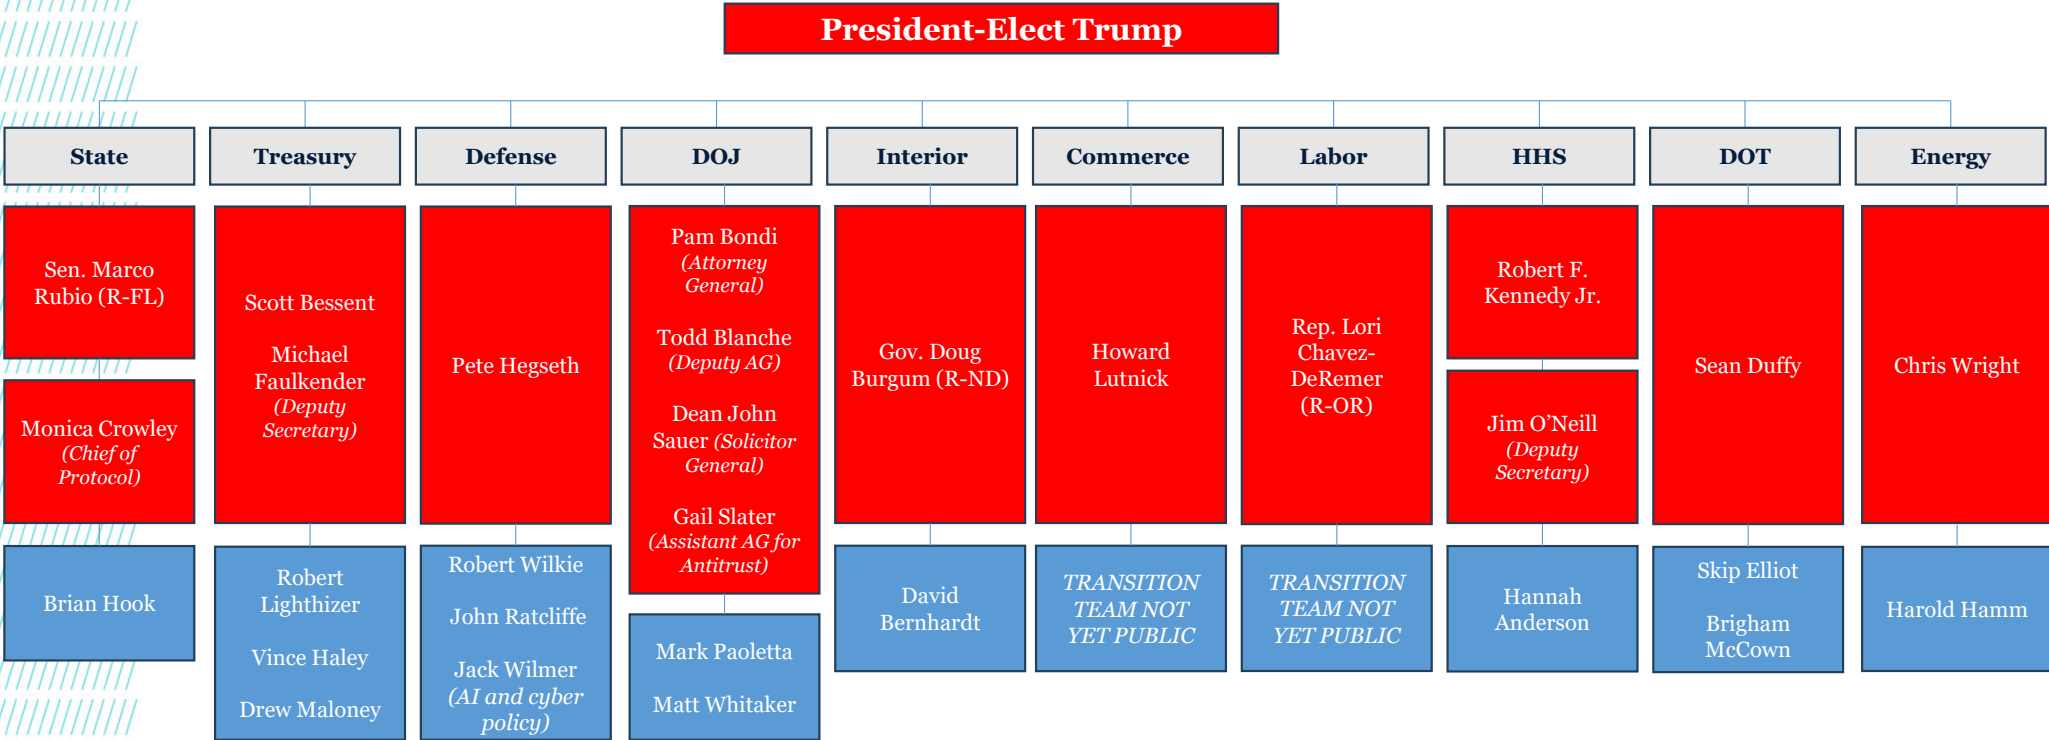 President-Elect Trump
State
Treasury
Defense
DOJ
Interior
Commerce
Labor
HHS
DOT
Energy
Sen. Marco
Rubio (R-FL)
Monica Crowley
(Chief of
Protocol)
Brian Hook
Scott Bessent
Michael
Faulkender
(Deputy
Secretary)
Robert
Lighthizer
Vince Haley
Drew Maloney
Pete Hegseth
Robert Wilkie
John Ratcliffe
Jack Wilmer
(AI and cyber
policy)
Pam Bondi
(Attorney
General)
Todd Blanche
(Deputy AG)
Dean John
Sauer (Solicitor
General)
Gail Slater
(Assistant AG for
Antitrust)
Mark Paoletta
Matt Whitaker
Gov. Doug
Burgum (R-ND)
David
Bernhardt
Howard
Lutnick
TRANSITION
TEAM NOT
YET PUBLIC
Rep. Lori
Chavez-
DeRemer
(R-OR)
TRANSITION
TEAM NOT
YET PUBLIC
Robert F.
Kennedy Jr.
Jim O’Neill
(Deputy
Secretary)
Hannah
Anderson
Sean Duffy
Skip Elliot
Brigham
McCown
Chris Wright
Harold Hamm